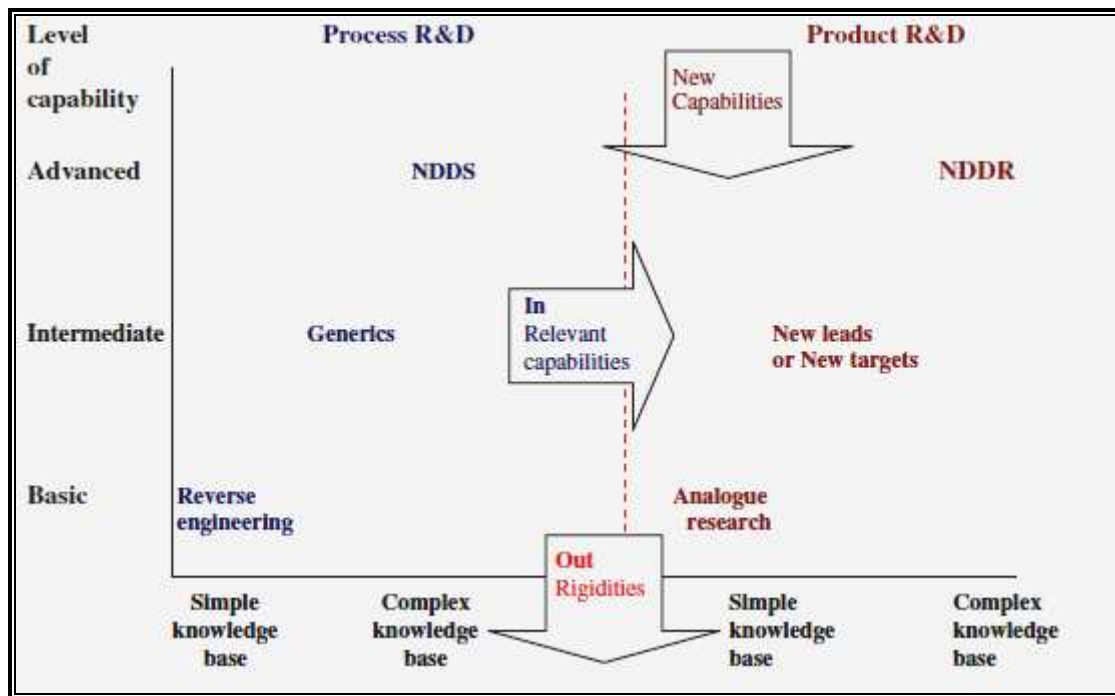 Level
of
capability
Process R&D
Product R&D
New
Capabilities
Advanced
NDDS
NDDR
Intermediate
Generics
In
Relevant
capabilities
New leads
or New targets
Basic
Reverse
engineering
Analogue
research
Out
Rigidities
Simple
knowledge
base
Complex
knowledge
base
Simple
knowledge
base
Complex
knowledge
base